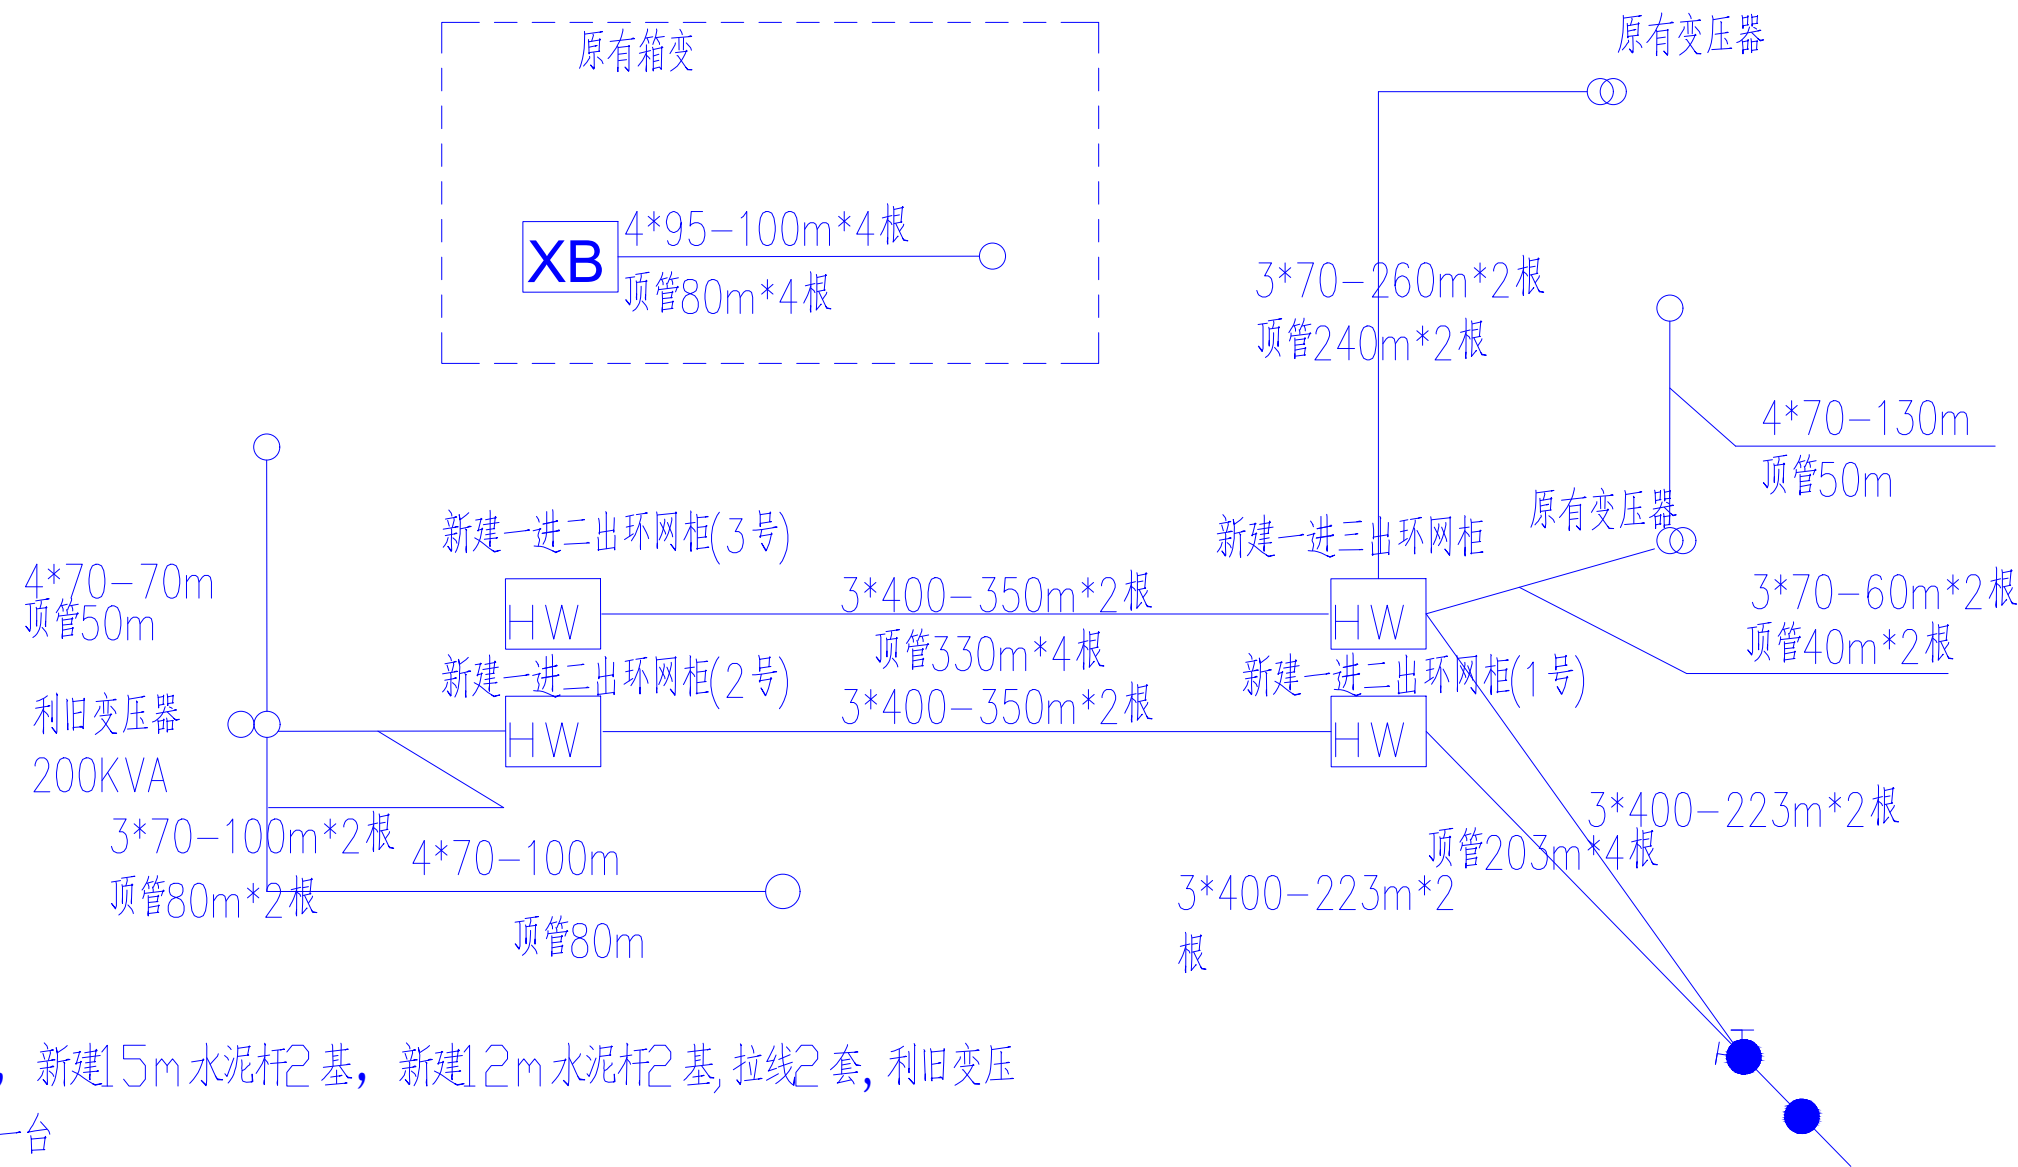 原有箱变
原有变压器
XB
4*95-100m*4根
顶管80m*4根
3*70-260m*2根
顶管240m*2根
4*70-130m
顶管50m
原有变压器
新建一进二出环网柜(3号)
新建一进三出环网柜
4*70-70m
顶管50m
HW
3*400-350m*2根
HW
3*70-60m*2根
顶管40m*2根
顶管330m*4根
新建一进二出环网柜(2号)
新建一进二出环网柜(1号)
利旧变压器
200KVA
HW
3*400-350m*2根
HW
3*70-100m*2根
顶管80m*2根
4*70-100m
顶管80m
3*400-223m*2根
顶管203m*4根
3*400-223m*2
根
，新建15m水泥杆2基，新建12m水泥杆2基,拉线2套,利旧变压
一台